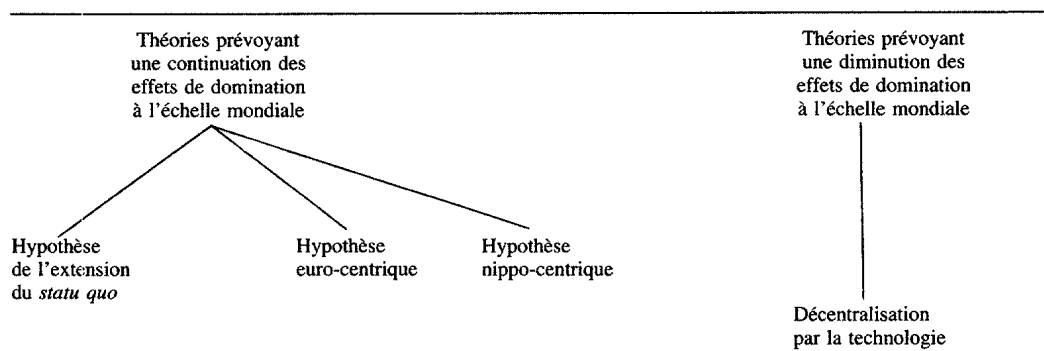 Théories prévoyant
une continuation des
effets de domination
à l'échelle mondiale
Théories prévoyant
une diminution des
effets de domination
à l'échelle mondiale
Hypothèse
de l'extension
du statu quo
Hypothèse
euro-centrique
Hypothèse
nippo-centrique
Décentralisation
par la technologie